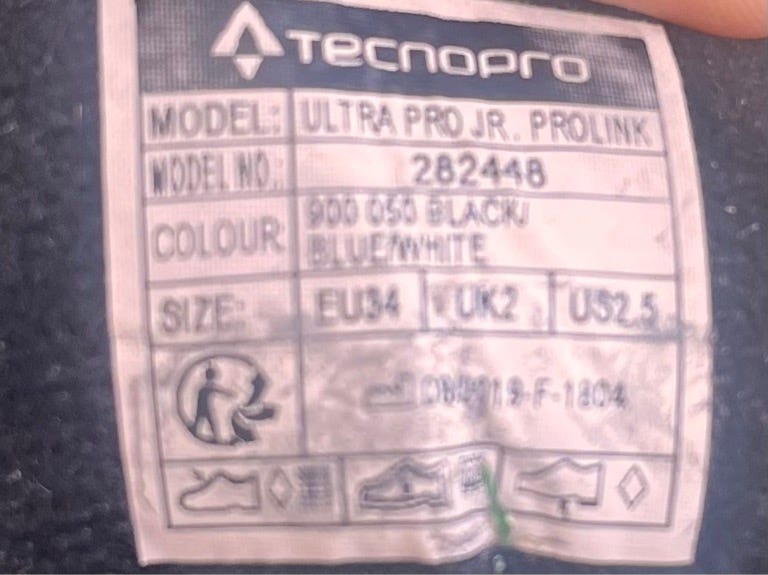 TECNOPRO
MODEL: ULTRA PRO JR. PROLINK
MODEL NO.: 282448
COLOUR 900 050 BLACK/
BLUE/WHITE
SIZE: EU34 UK2 US2.5
-F-1804